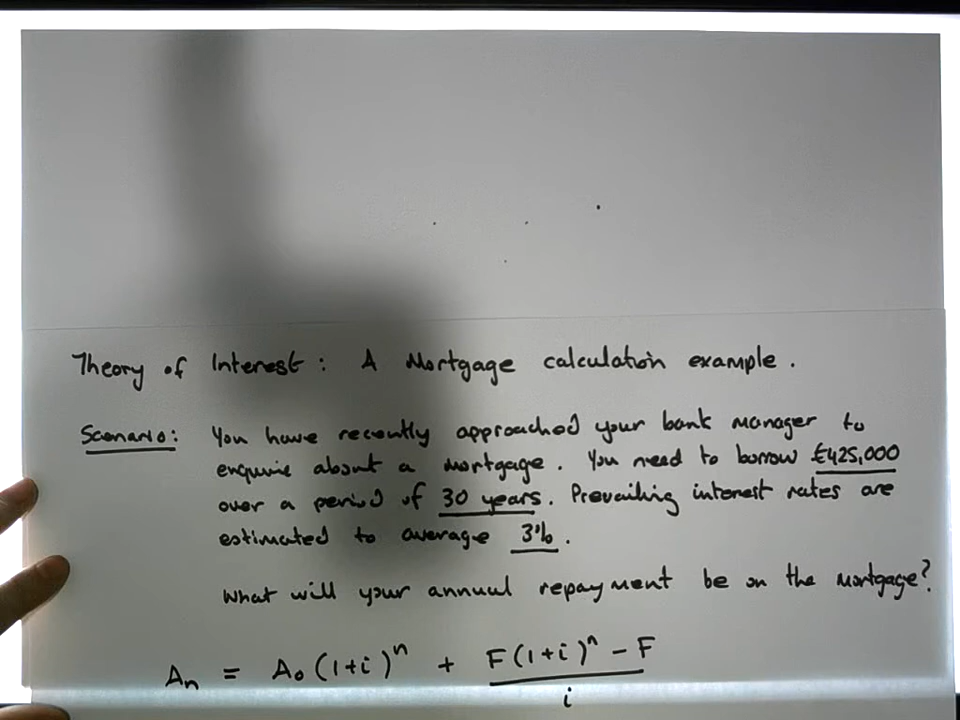 Theory of Interest: A Mortgage calculation example.
Scenario: You have recently approached your bank manager to
enquire about a mortgage. You need to borrow €425,000
over a period of 30 years. Prevailing interest rates are
estimated to average 3%.
What will your annual repayment be on the mortgage?
Aₙ = A₀(1+i)ⁿ + F(1+i)ⁿ - F
i